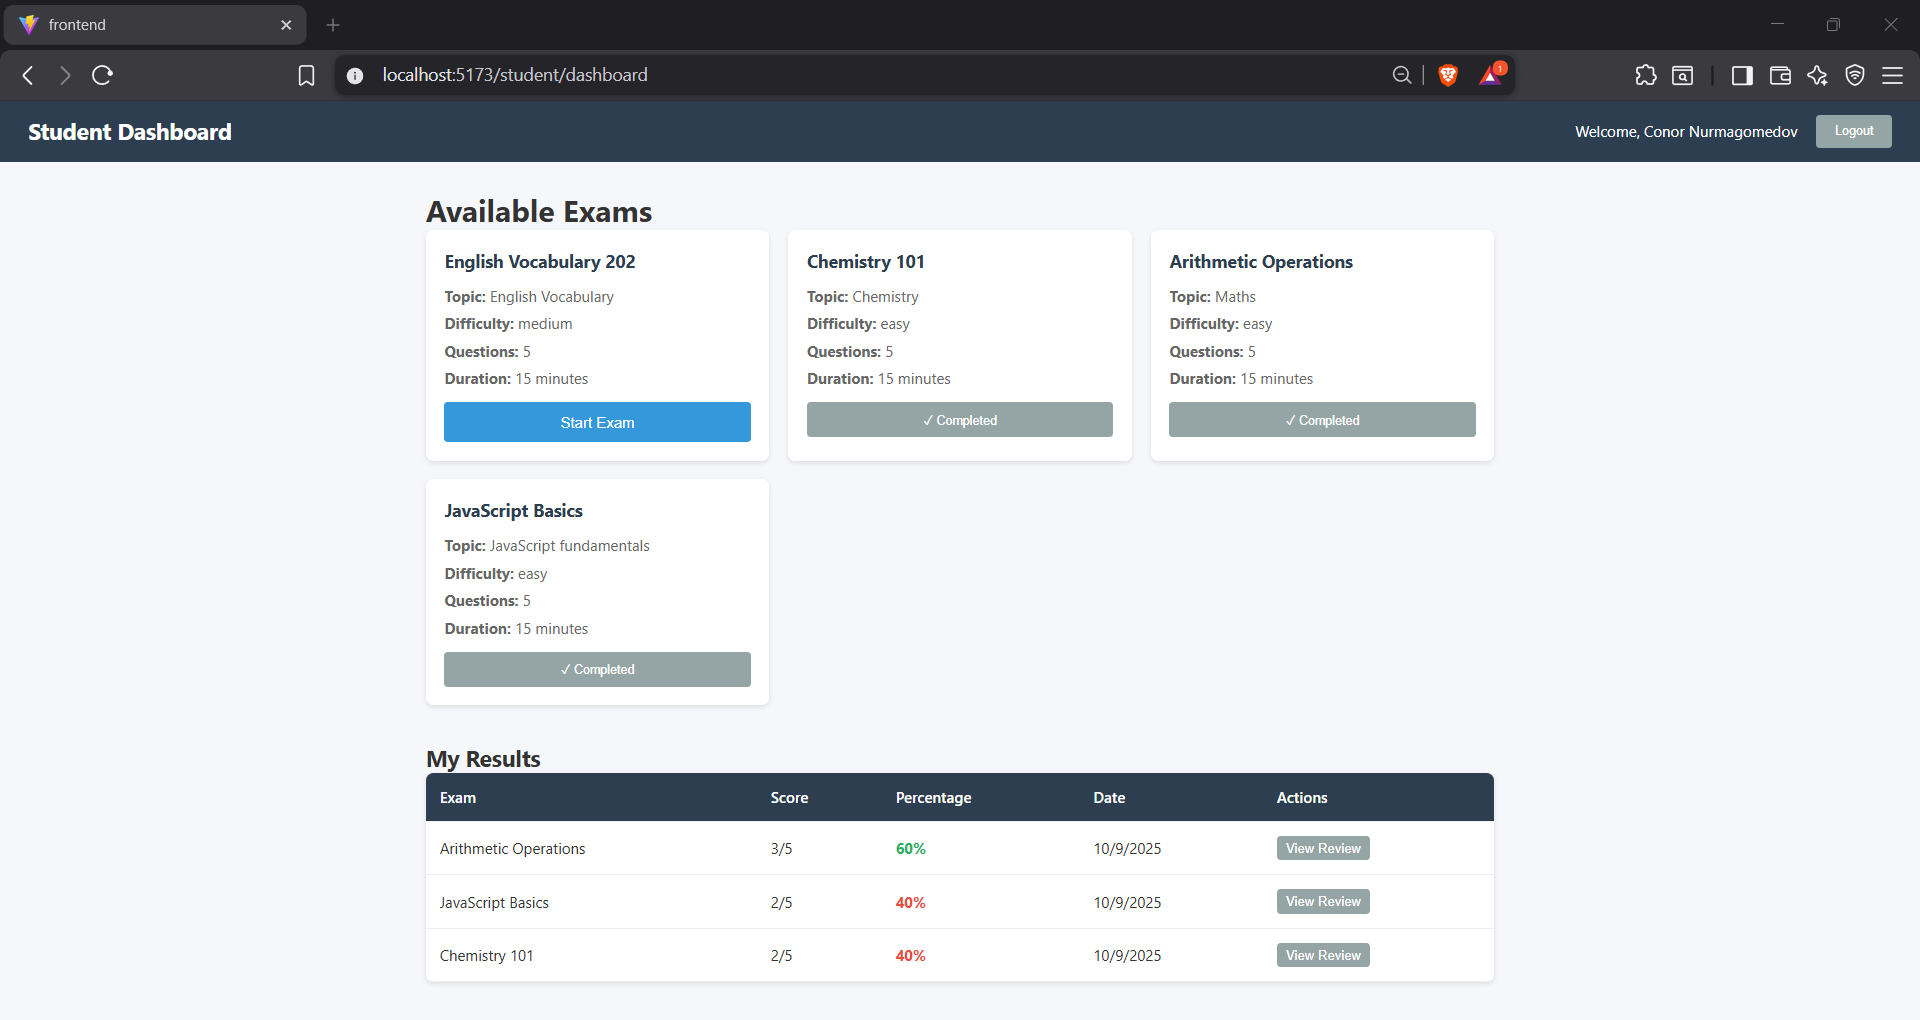 frontend
localhost:5173/student/dashboard
1
Student Dashboard
Welcome, Conor Nurmagomedov
Logout
Available Exams
English Vocabulary 202
Topic: English Vocabulary
Difficulty: medium
Questions: 5
Duration: 15 minutes
Start Exam
Chemistry 101
Topic: Chemistry
Difficulty: easy
Questions: 5
Duration: 15 minutes
✓ Completed
Arithmetic Operations
Topic: Maths
Difficulty: easy
Questions: 5
Duration: 15 minutes
✓ Completed
JavaScript Basics
Topic: JavaScript fundamentals
Difficulty: easy
Questions: 5
Duration: 15 minutes
✓ Completed
My Results
Exam Score Percentage Date Actions
Arithmetic Operations 3/5 60% 10/9/2025 View Review
JavaScript Basics 2/5 40% 10/9/2025 View Review
Chemistry 101 2/5 40% 10/9/2025 View Review